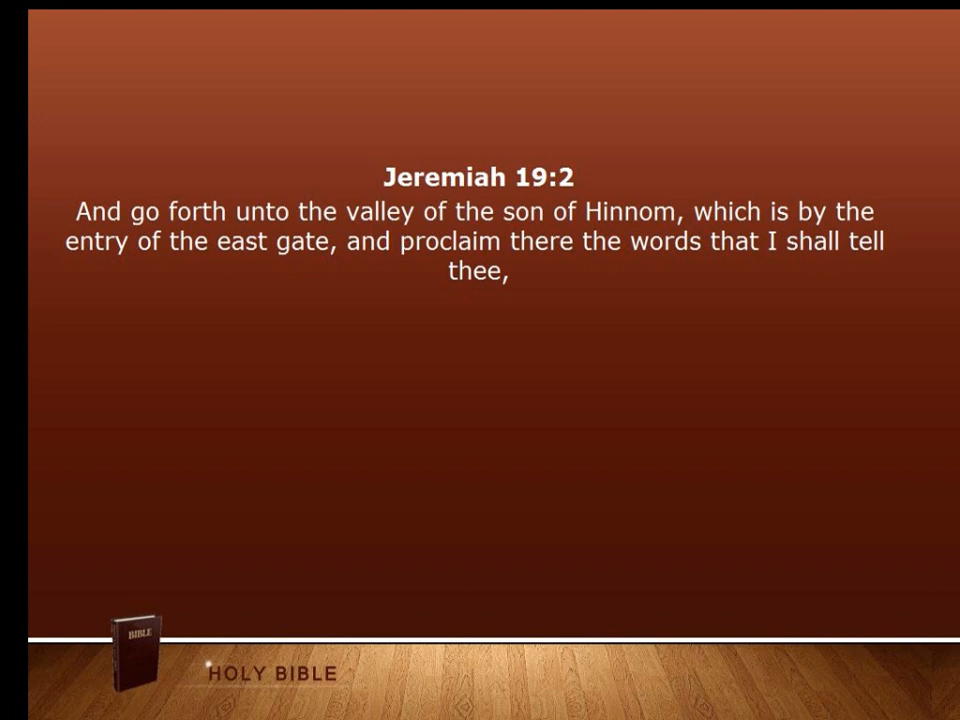 Jeremiah 19:2
And go forth unto the valley of the son of Hinnom, which is by the
entry of the east gate, and proclaim there the words that I shall tell
thee,
BIBLE
HOLY BIBLE